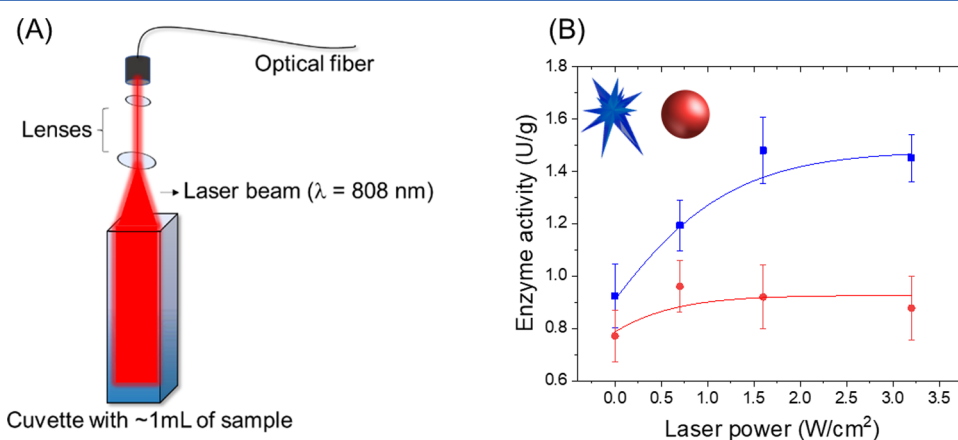 (A)
Optical fiber
Lenses
Laser beam (λ = 808 nm)
Cuvette with ~1mL of sample
(B)
Enzyme activity (U/g)
1.8
1.6
1.4
1.2
1.0
0.8
0.6
0.0 0.5 1.0 1.5 2.0 2.5 3.0 3.5
Laser power (W/cm²)